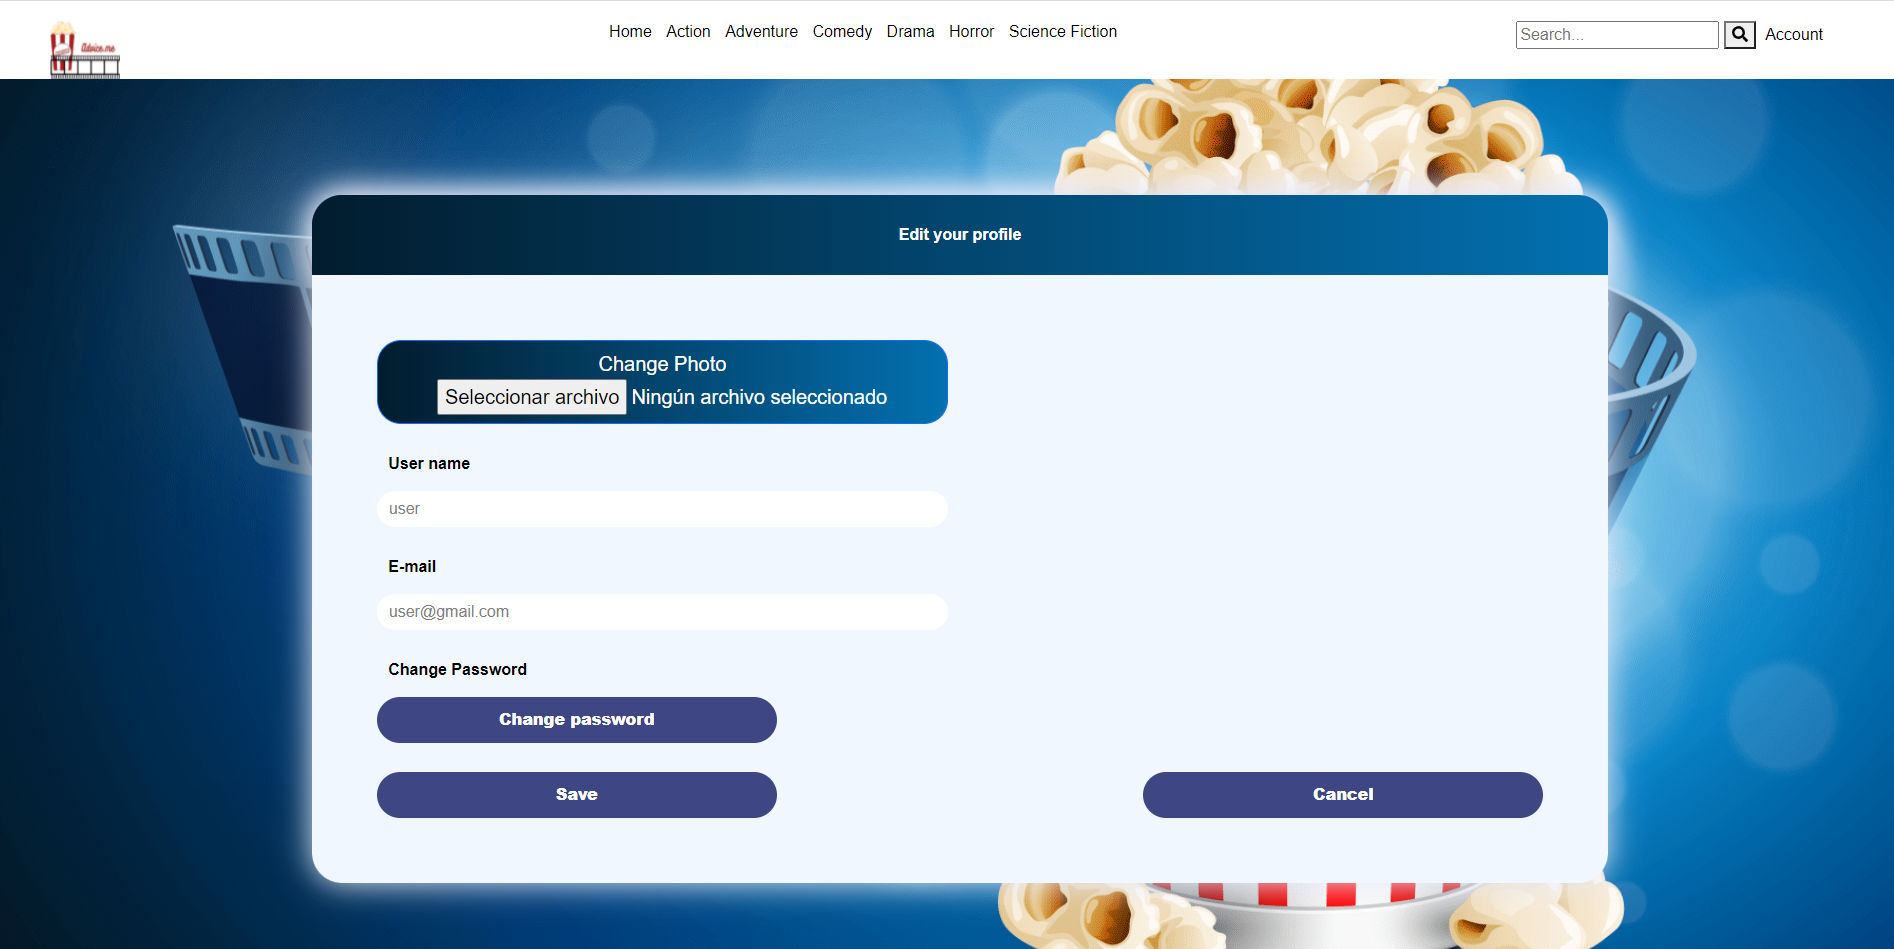 Advice.me
Home Action Adventure Comedy Drama Horror Science Fiction
Search...
Account
Edit your profile
Change Photo
Seleccionar archivo Ningún archivo seleccionado
User name
user
E-mail
user@gmail.com
Change Password
Change password
Save
Cancel